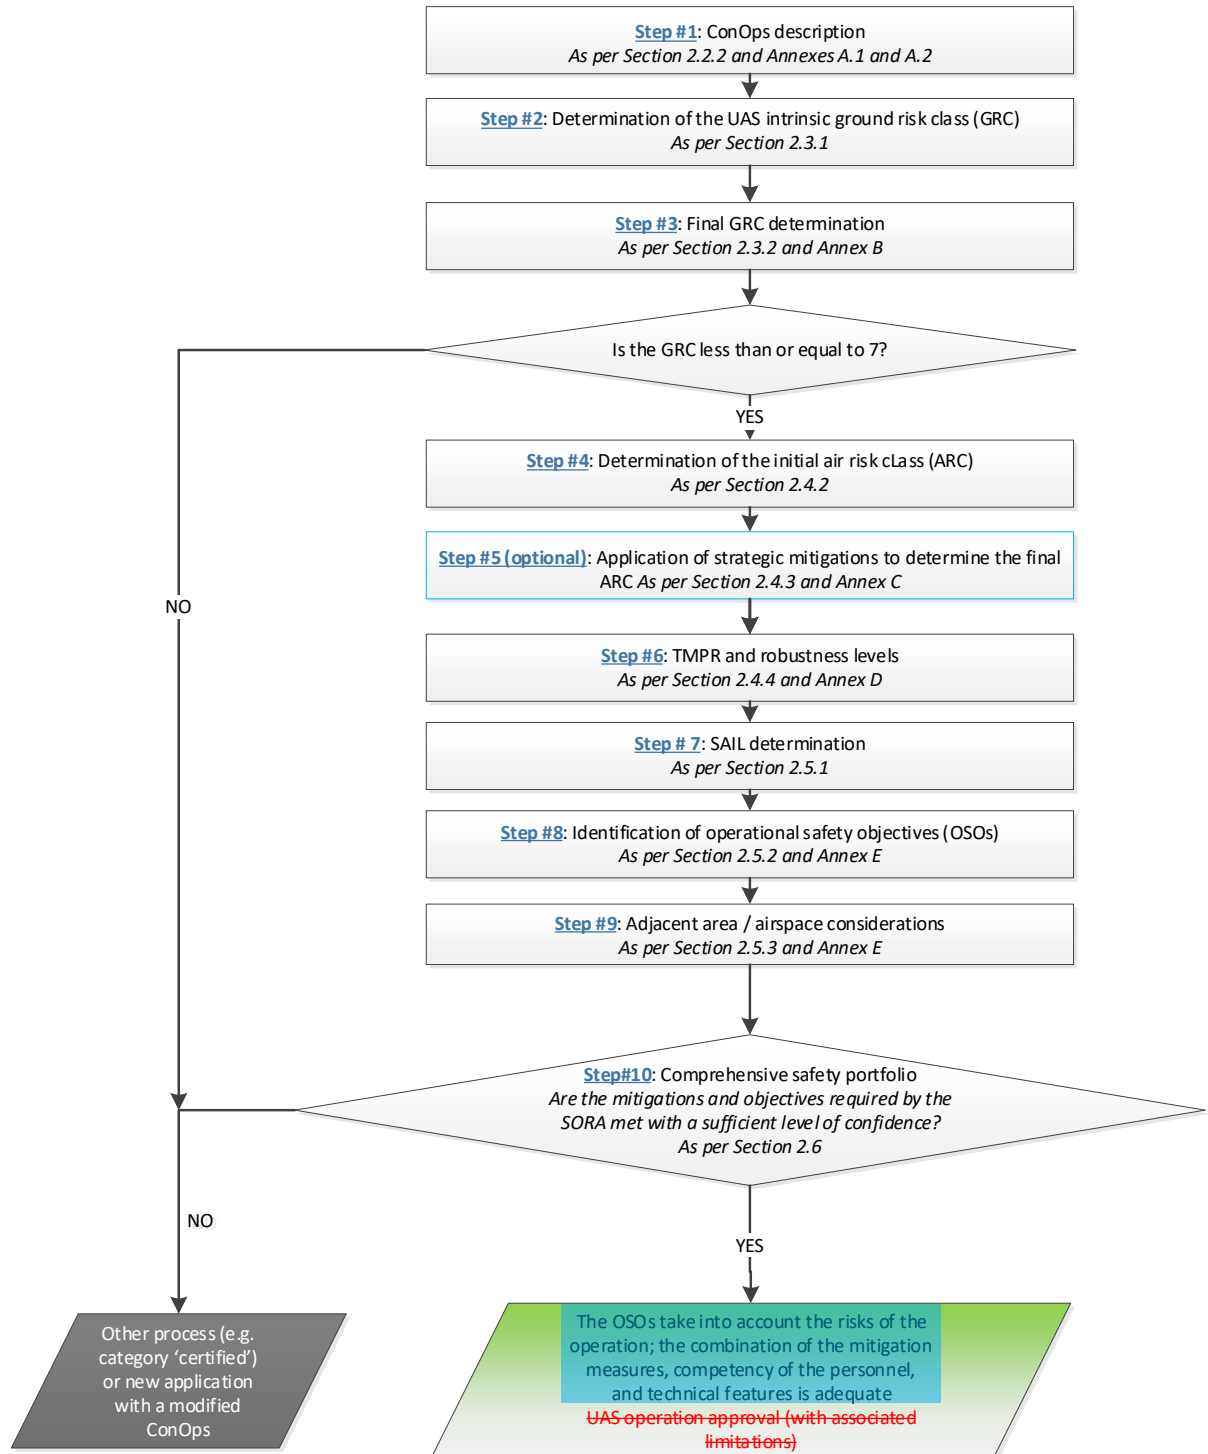 Step #1: ConOps description
As per Section 2.2.2 and Annexes A.1 and A.2
Step #2: Determination of the UAS intrinsic ground risk class (GRC)
As per Section 2.3.1
Step #3: Final GRC determination
As per Section 2.3.2 and Annex B
Is the GRC less than or equal to 7?
YES
Step #4: Determination of the initial air risk cLass (ARC)
As per Section 2.4.2
Step #5 (optional): Application of strategic mitigations to determine the final
ARC As per Section 2.4.3 and Annex C
NO
Step #6: TMPR and robustness levels
As per Section 2.4.4 and Annex D
Step # 7: SAIL determination
As per Section 2.5.1
Step #8: Identification of operational safety objectives (OSOs)
As per Section 2.5.2 and Annex E
Step #9: Adjacent area / airspace considerations
As per Section 2.5.3 and Annex E
Step#10: Comprehensive safety portfolio
Are the mitigations and objectives required by the
SORA met with a sufficient level of confidence?
As per Section 2.6
NO
YES
Other process (e.g.
category ‘certified’)
or new application
with a modified
ConOps
The OSOs take into account the risks of the
operation; the combination of the mitigation
measures, competency of the personnel,
and technical features is adequate
UAS operation approval (with associated
limitations)